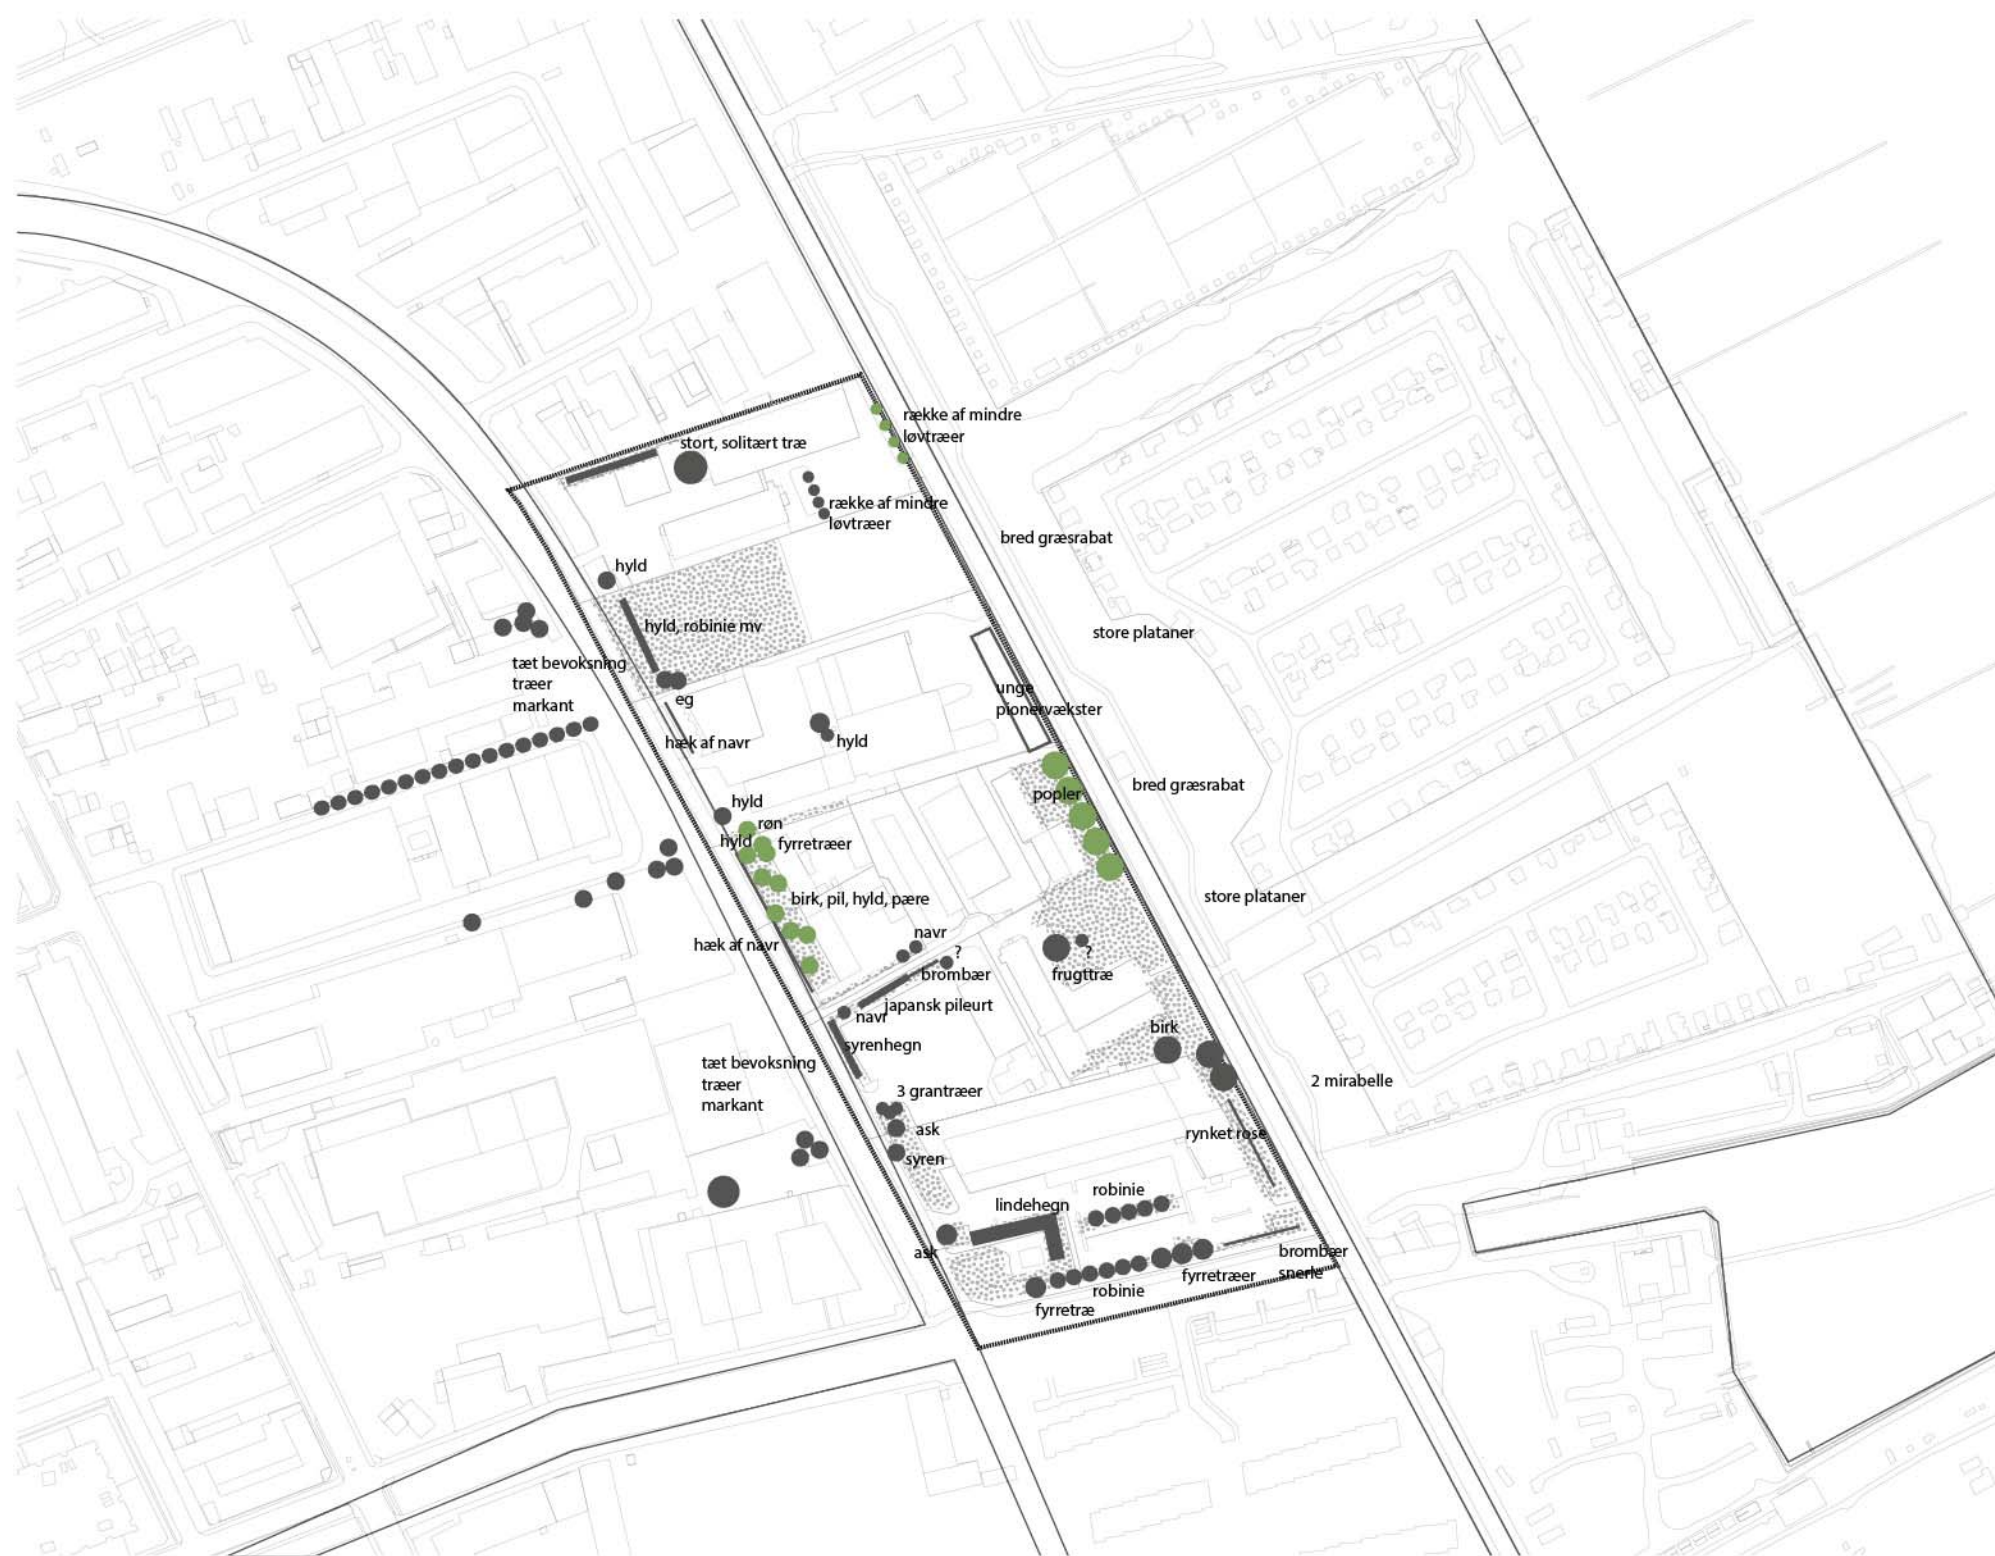 række af mindre
løvtræer
stort, solitært træ
række af mindre
løvtræer
bred græsrabat
hyld
hyld, robinie mv
store plataner
tæt bevoksning
træer
markant
eg
unge
pionervækster
hæk af navr
hyld
bred græsrabat
popler
hyld
røn
hyld
fyrretræer
birk, pil, hyld, pære
store plataner
hæk af navr
navr
?
?
brombær
frugttræ
japansk pileurt
navr
birk
syrenhegn
tæt bevoksning
træer
markant
2 mirabelle
3 grantræer
ask
rynket rose
syren
robinie
lindehegn
ask
brombær
snerle
fyrretræer
robinie
fyrretræ